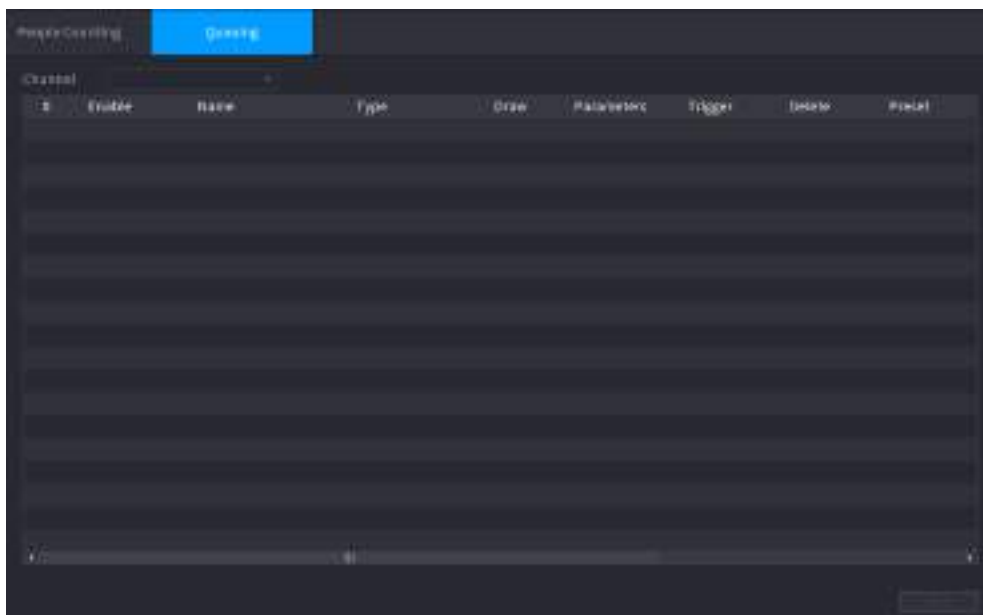 People Counting Queuing
Channel
Enable Name Type Draw Parameters Trigger Delete Preset